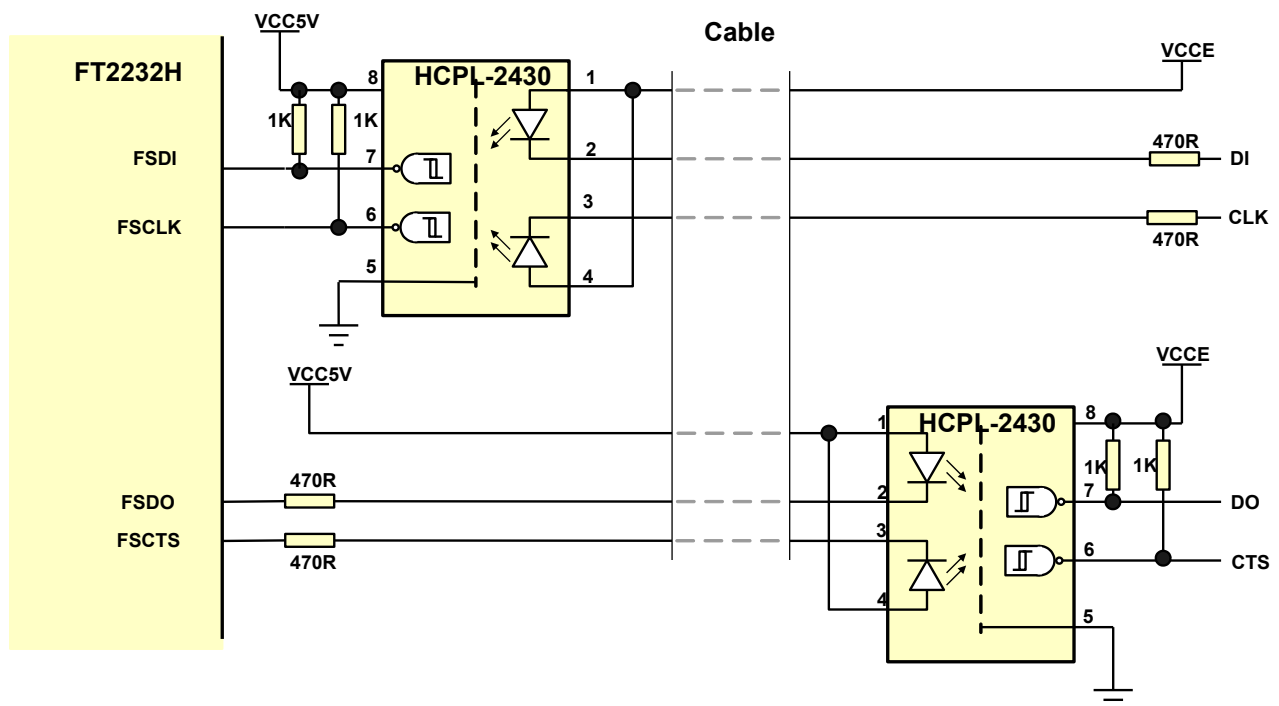 VCC5V
Cable
VCCE
FT2232H
HCPL-2430
8
1
1K
1K
470R
FSDI
7
2
DI
3
FSCLK
6
CLK
470R
5
4
VCC5V
VCCE
1
HCPL-2430
8
470R
1K
1K
FSDO
2
7
DO
FSCTS
3
470R
6
CTS
4
5